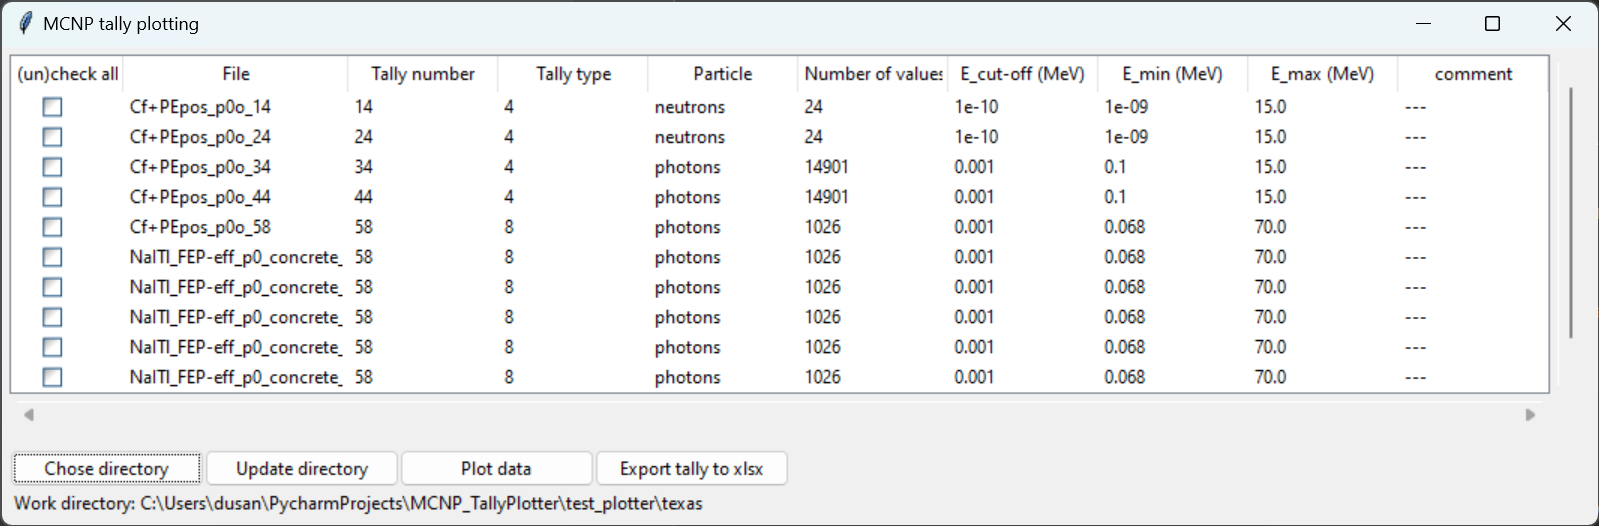 MCNP tally plotting
(un)check all File Tally number Tally type Particle Number of values E_cut-off (MeV) E_min (MeV) E_max (MeV) comment
Cf+PEpos_p0o_14 14 4 neutrons 24 1e-10 1e-09 15.0 ---
Cf+PEpos_p0o_24 24 4 neutrons 24 1e-10 1e-09 15.0 ---
Cf+PEpos_p0o_34 34 4 photons 14901 0.001 0.1 15.0 ---
Cf+PEpos_p0o_44 44 4 photons 14901 0.001 0.1 15.0 ---
Cf+PEpos_p0o_58 58 8 photons 1026 0.001 0.068 70.0 ---
NaITl_FEP-eff_p0_concrete_ 58 8 photons 1026 0.001 0.068 70.0 ---
NaITl_FEP-eff_p0_concrete_ 58 8 photons 1026 0.001 0.068 70.0 ---
NaITl_FEP-eff_p0_concrete_ 58 8 photons 1026 0.001 0.068 70.0 ---
NaITl_FEP-eff_p0_concrete_ 58 8 photons 1026 0.001 0.068 70.0 ---
NaITl_FEP-eff_p0_concrete_ 58 8 photons 1026 0.001 0.068 70.0 ---
Chose directory Update directory Plot data Export tally to xlsx
Work directory: C:\Users\dusan\PycharmProjects\MCNP_TallyPlotter\test_plotter\texas